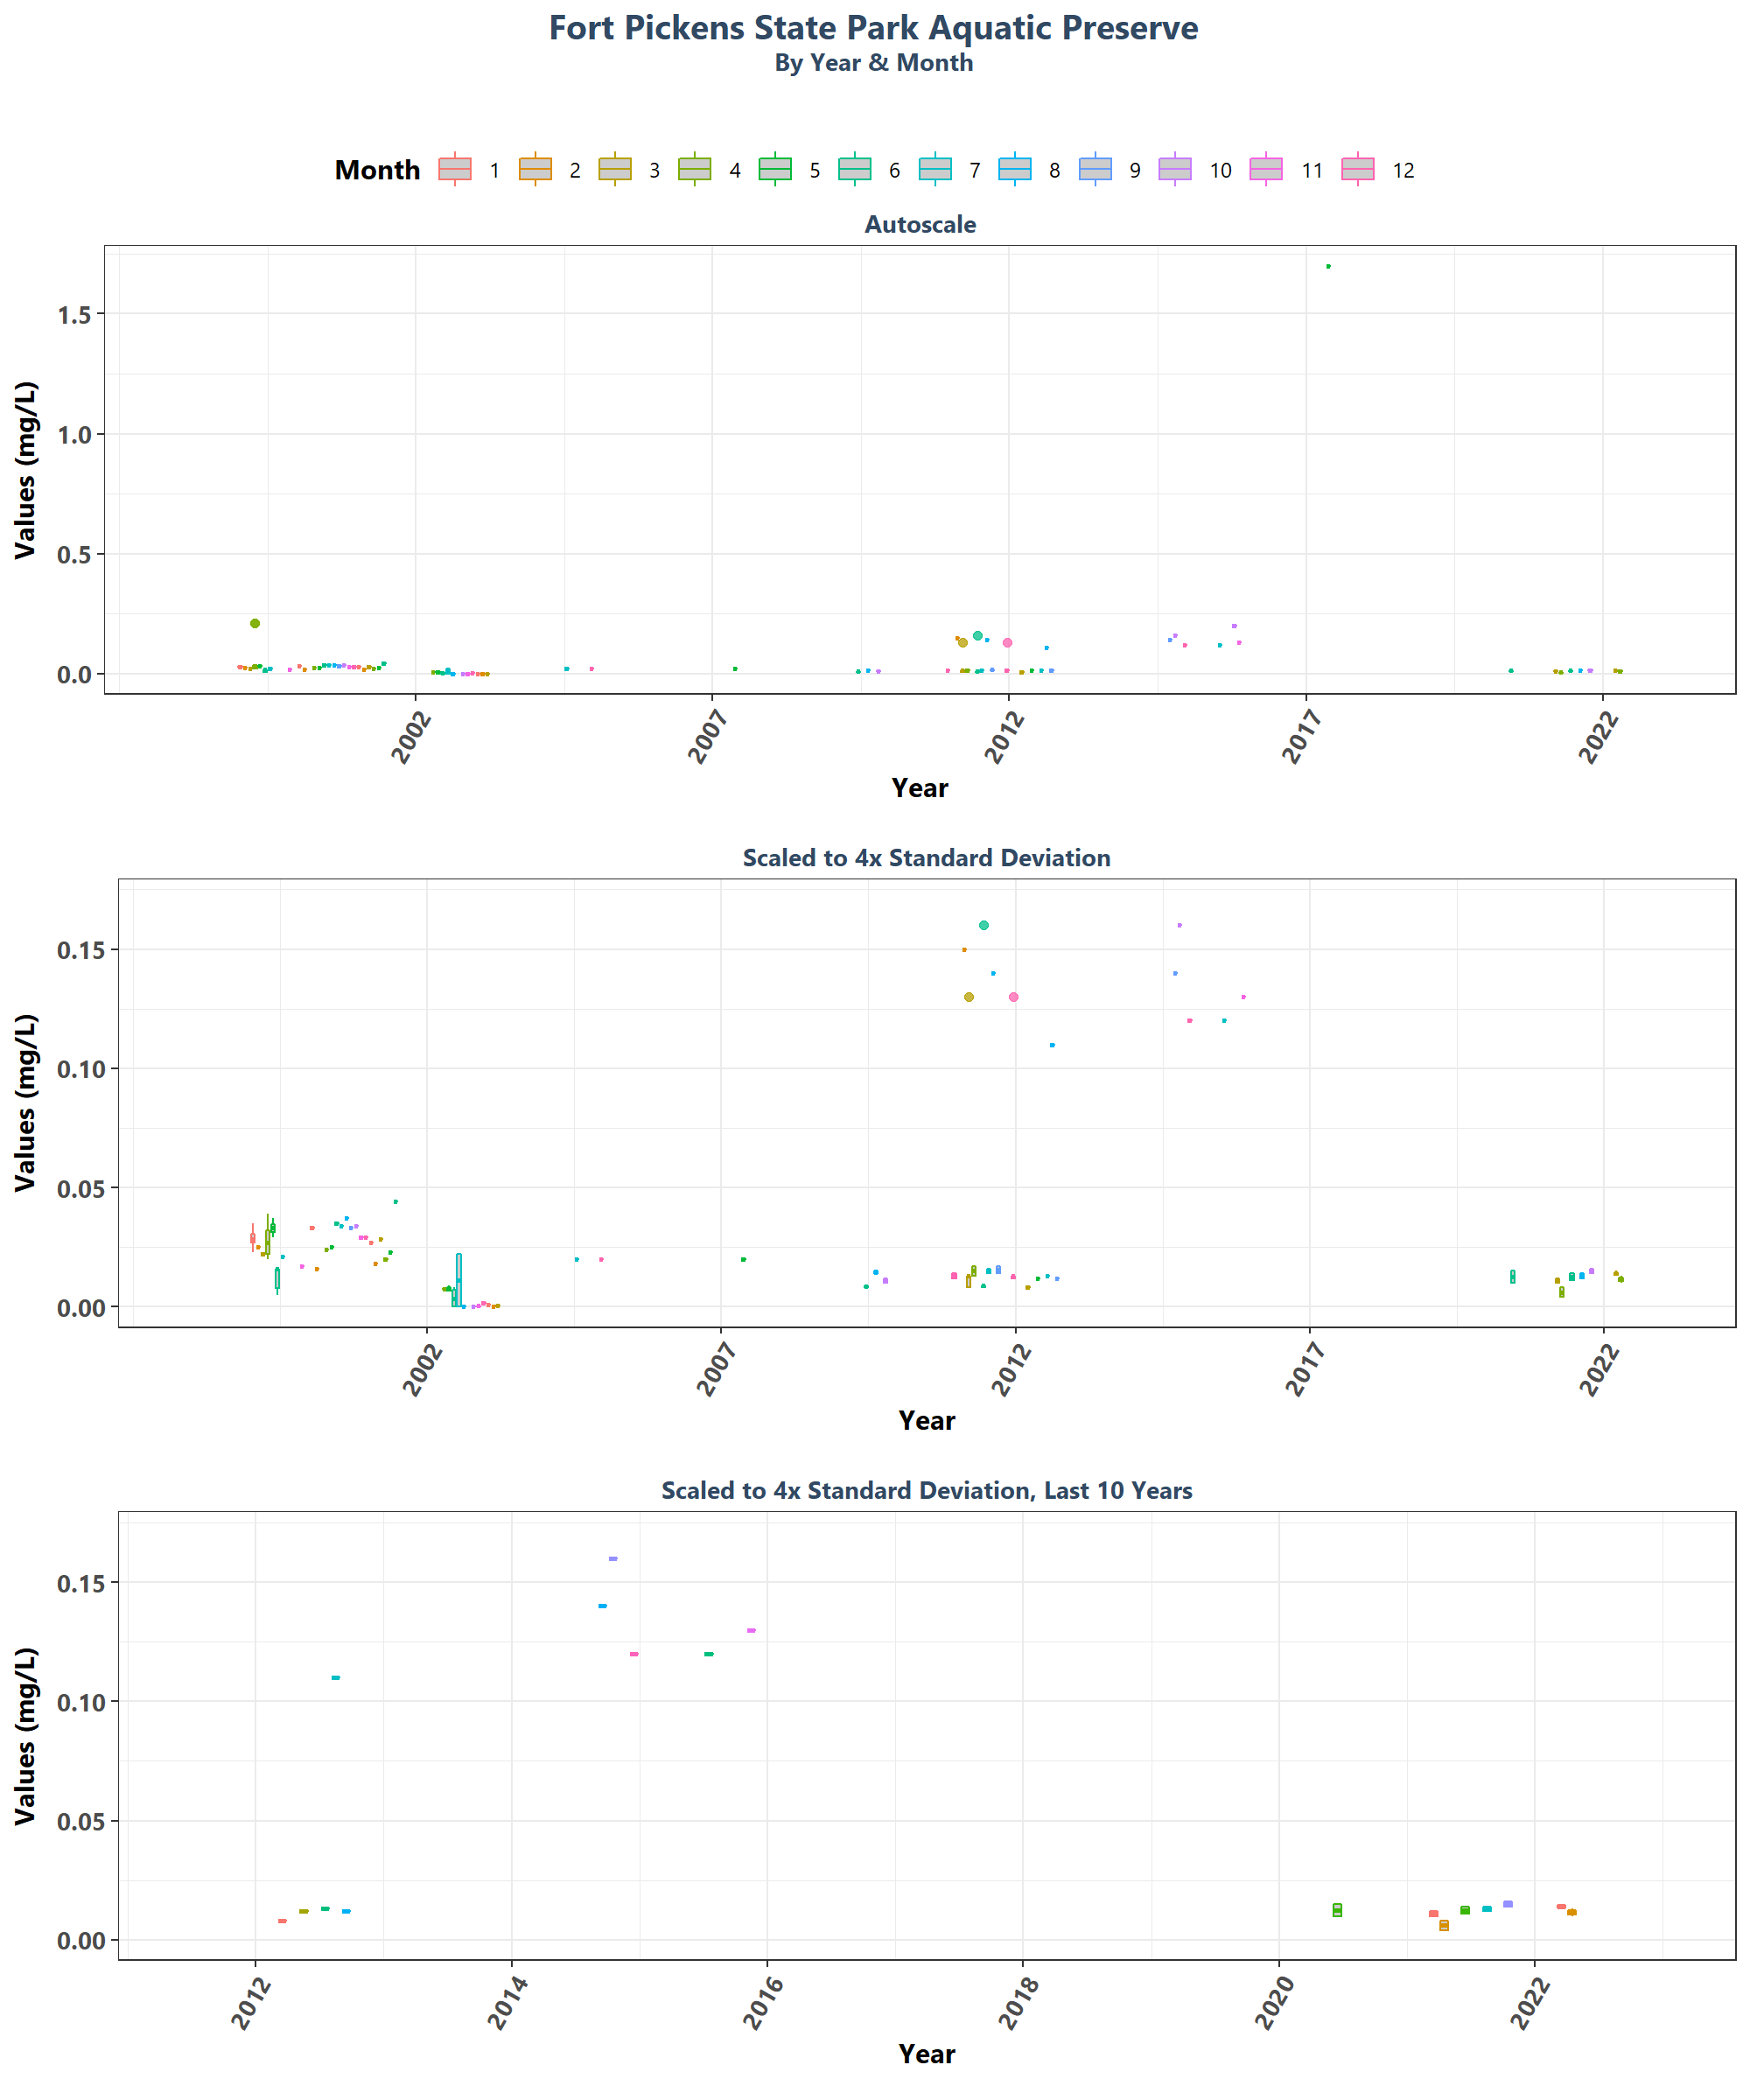 Fort Pickens State Park Aquatic Preserve
By Year & Month
Month 1 2 3 4 5 6 7 8 9 10 11 12
Autoscale
Values (mg/L)
1.5
1.0
0.5
0.0
2002 2007 2012 2017 2022
Year
Scaled to 4x Standard Deviation
Values (mg/L)
0.15
0.10
0.05
0.00
2002 2007 2012 2017 2022
Year
Scaled to 4x Standard Deviation, Last 10 Years
Values (mg/L)
0.15
0.10
0.05
0.00
2012 2014 2016 2018 2020 2022
Year